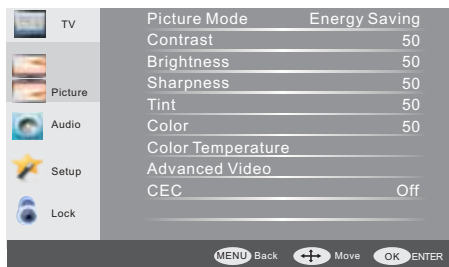 TV
Picture
Audio
Setup
Lock
Picture Mode Energy Saving
Contrast 50
Brightness 50
Sharpness 50
Tint 50
Color 50
Color Temperature
Advanced Video
CEC Off
MENU Back Move OK ENTER